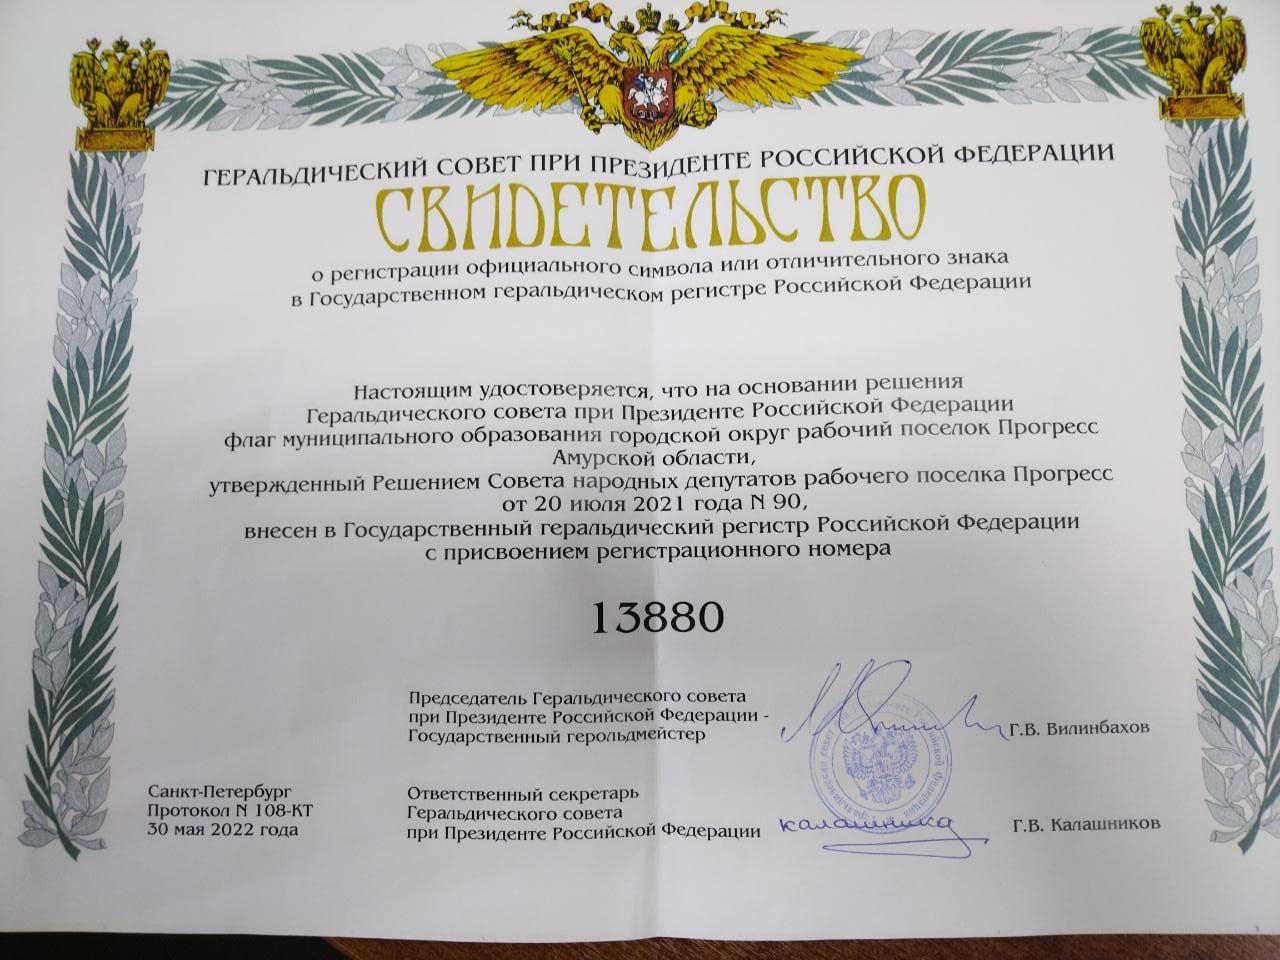 ГЕРАЛЬДИЧЕСКИЙ СОВЕТ ПРИ ПРЕЗИДЕНТЕ РОССИЙСКОЙ ФЕДЕРАЦИИ
СВИДЕТЕЛЬСТВО
о регистрации официального символа или отличительного знака
в Государственном геральдическом регистре Российской Федерации
Настоящим удостоверяется, что на основании решения
Геральдического совета при Президенте Российской Федерации
флаг муниципального образования городской округ рабочий поселок Прогресс
Амурской области,
утвержденный Решением Совета народных депутатов рабочего поселка Прогресс
от 20 июля 2021 года N 90,
внесен в Государственный геральдический регистр Российской Федерации
с присвоением регистрационного номера
13880
Председатель Геральдического совета
при Президенте Российской Федерации -
Государственный герольдмейстер
Г.В. Вилинбахов
Санкт-Петербург
Протокол N 108-КТ
30 мая 2022 года
Ответственный секретарь
Геральдического совета
при Президенте Российской Федерации
Г.В. Калашников